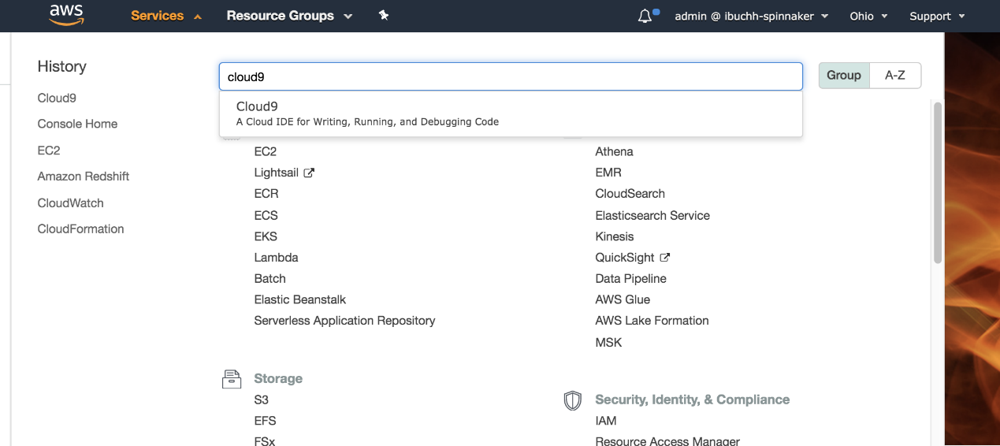 aws Services Resource Groups admin @ ibuchh-spinnaker Ohio Support
History
Cloud9
Console Home
EC2
Amazon Redshift
CloudWatch
CloudFormation
cloud9
Group A-Z
Cloud9
A Cloud IDE for Writing, Running, and Debugging Code
EC2
Lightsail
ECR
ECS
EKS
Lambda
Batch
Elastic Beanstalk
Serverless Application Repository
Storage
S3
EFS
FSx
Athena
EMR
CloudSearch
Elasticsearch Service
Kinesis
QuickSight
Data Pipeline
AWS Glue
AWS Lake Formation
MSK
Security, Identity, & Compliance
IAM
Resource Access Manager